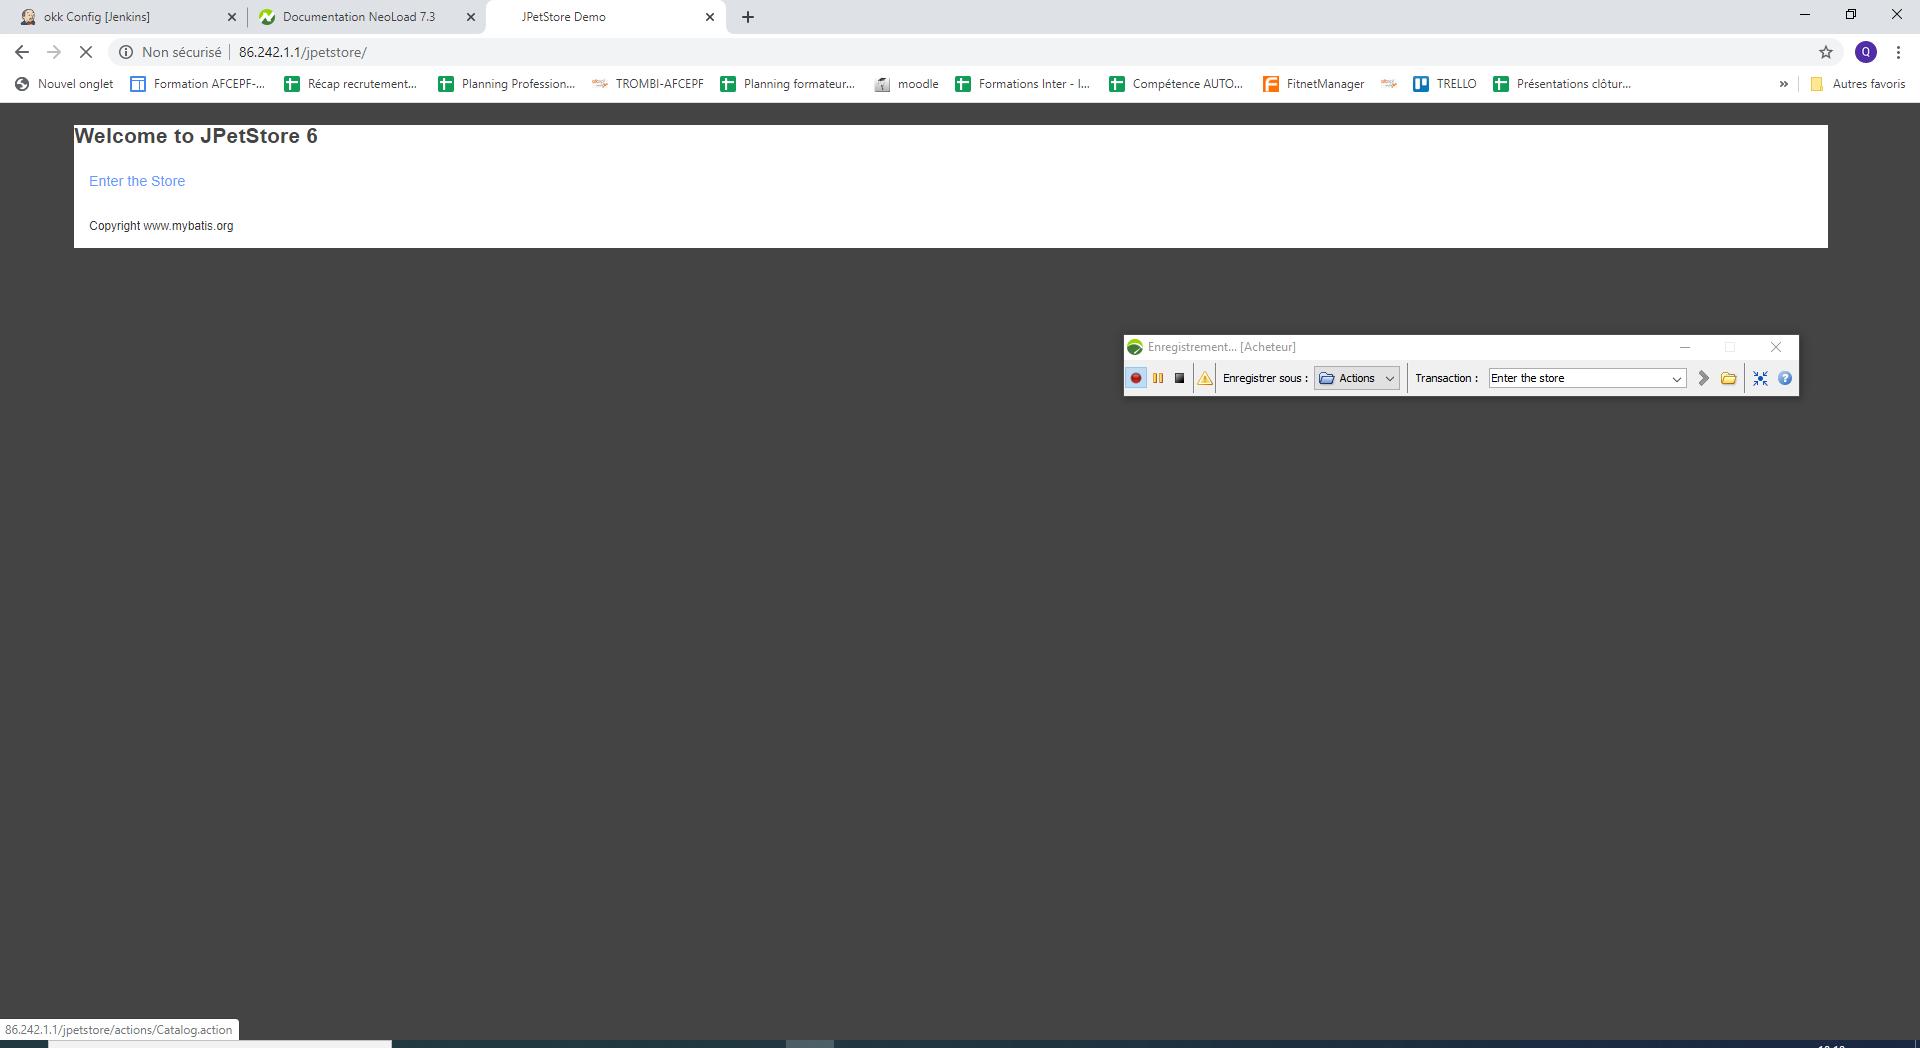 okk Config [Jenkins]
Documentation NeoLoad 7.3
JPetStore Demo
Non sécurisé
86.242.1.1/jpetstore/
Q
Nouvel onglet
Formation AFCEPF-...
Récap recrutement...
Planning Profession...
TROMBI-AFCEPF
Planning formateur...
moodle
Formations Inter - I...
Compétence AUTO...
FitnetManager
TRELLO
Présentations clôtur...
»
Autres favoris
Welcome to JPetStore 6
Enter the Store
Copyright www.mybatis.org
Enregistrement... [Acheteur]
Enregistrer sous :
Actions
Transaction :
Enter the store
86.242.1.1/jpetstore/actions/Catalog.action